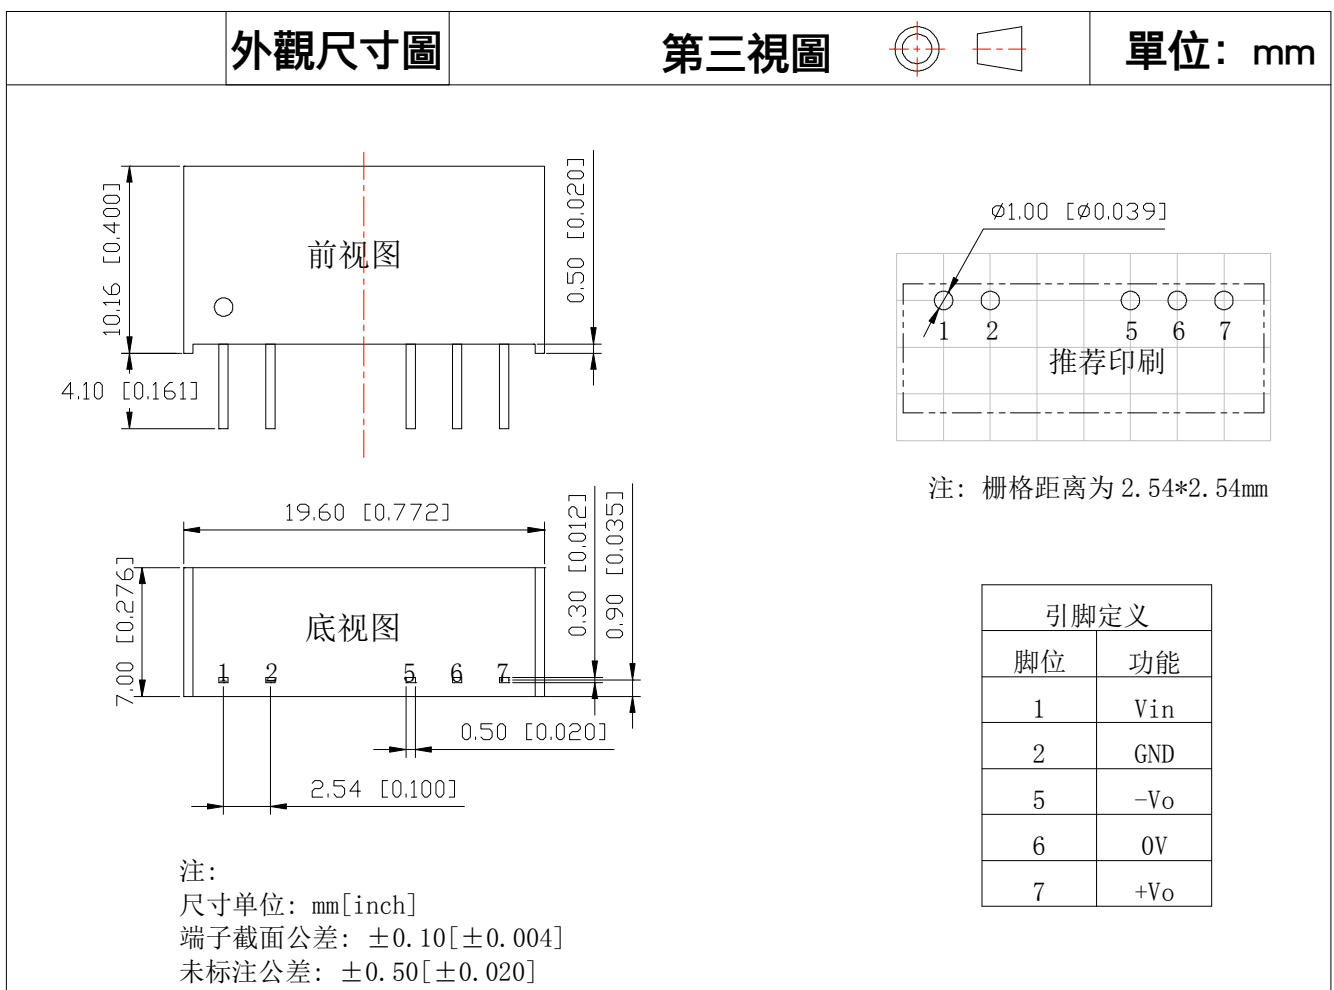 外觀尺寸圖 第三視圖 單位：mm
10.16 [0.400]
0.50 [0.020]
前视图
4.10 [0.161]
Ø1.00 [Ø0.039]
1 2 5 6 7
推荐印刷
注: 栅格距离为2.54*2.54mm
19.60 [0.772]
7.00 [0.276]
0.30 [0.012]
0.90 [0.035]
底视图
1 2 5 6 7
0.50 [0.020]
2.54 [0.100]
引脚定义
脚位 功能
1 Vin
2 GND
5 -Vo
6 0V
7 +Vo
注:
尺寸单位: mm[inch]
端子截面公差: ±0.10[±0.004]
未标注公差: ±0.50[±0.020]